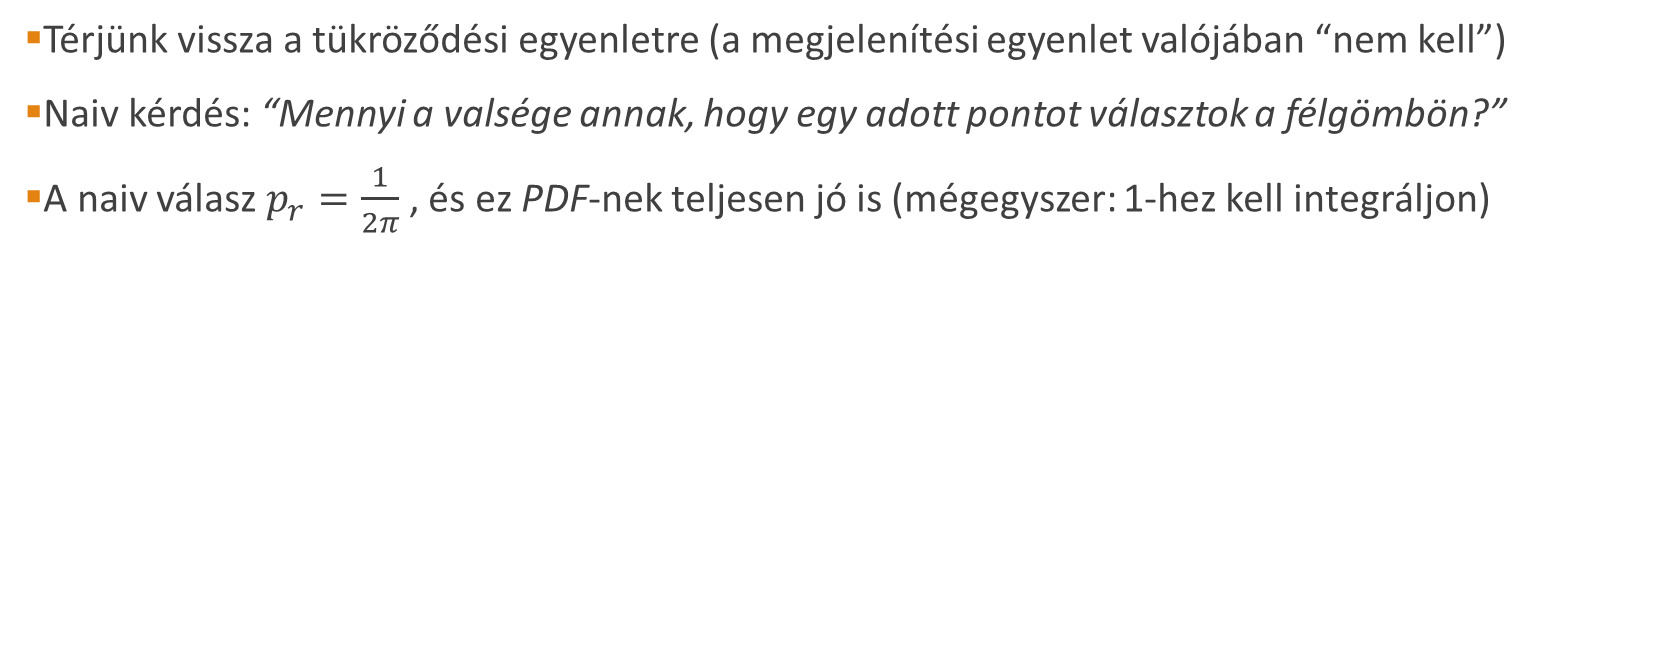 ▪Térjünk vissza a tükröződési egyenletre (a megjelenítési egyenlet valójában “nem kell”)
▪Naiv kérdés: “Mennyi a valsége annak, hogy egy adott pontot választok a félgömbön?”
▪A naiv válasz p_r = 1/2π , és ez PDF-nek teljesen jó is (mégegyszer: 1-hez kell integráljon)